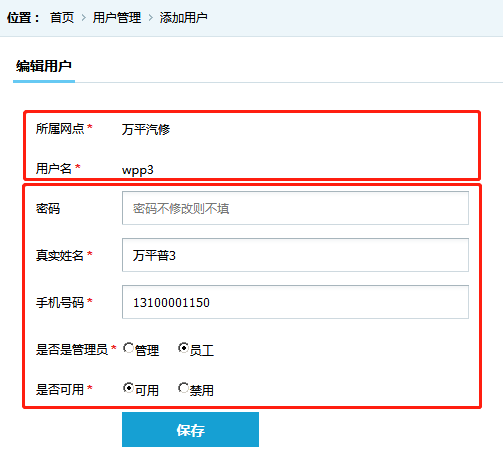 位置： 首页 > 用户管理 > 添加用户
编辑用户
所属网点 * 万平汽修
用户名 * wpp3
密码 密码不修改则不填
真实姓名 * 万平普3
手机号码 * 13100001150
是否是管理员 * 管理 员工
是否可用 * 可用 禁用
保存